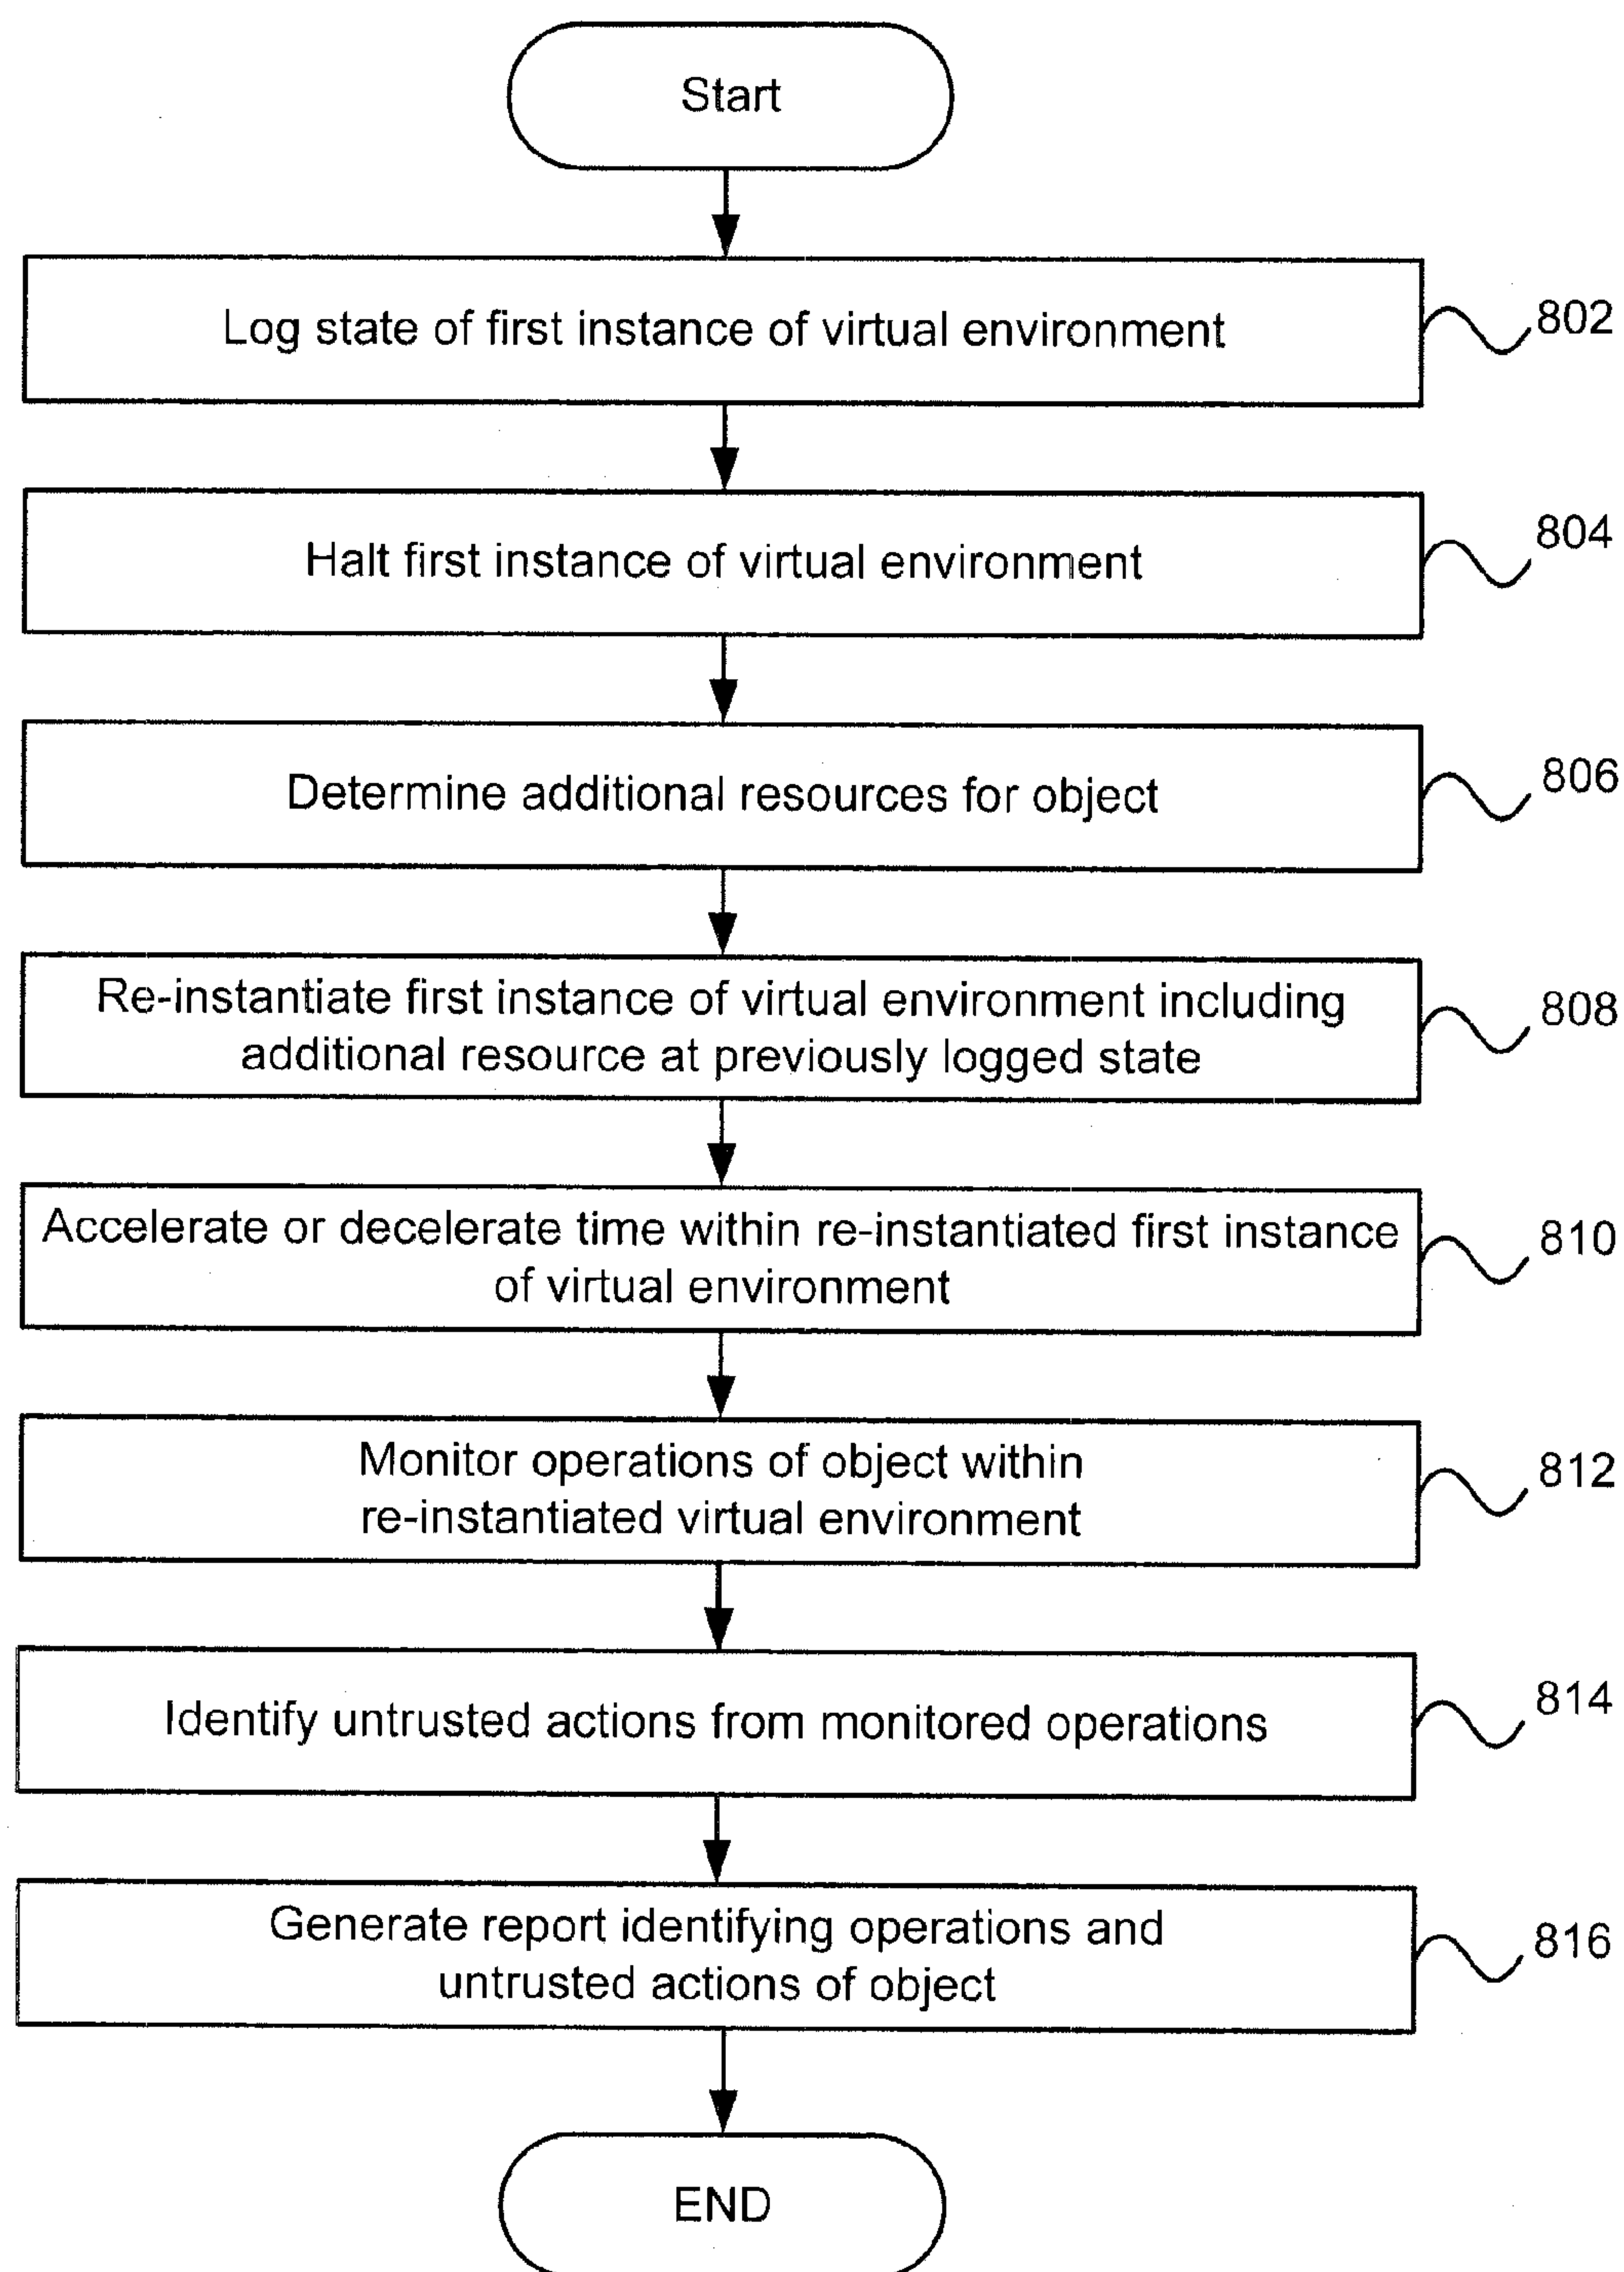 Start
Log state of first instance of virtual environment
802
Halt first instance of virtual environment
804
Determine additional resources for object
806
Re-instantiate first instance of virtual environment including
additional resource at previously logged state
808
Accelerate or decelerate time within re-instantiated first instance
of virtual environment
810
Monitor operations of object within
re-instantiated virtual environment
812
Identify untrusted actions from monitored operations
814
Generate report identifying operations and
untrusted actions of object
816
END